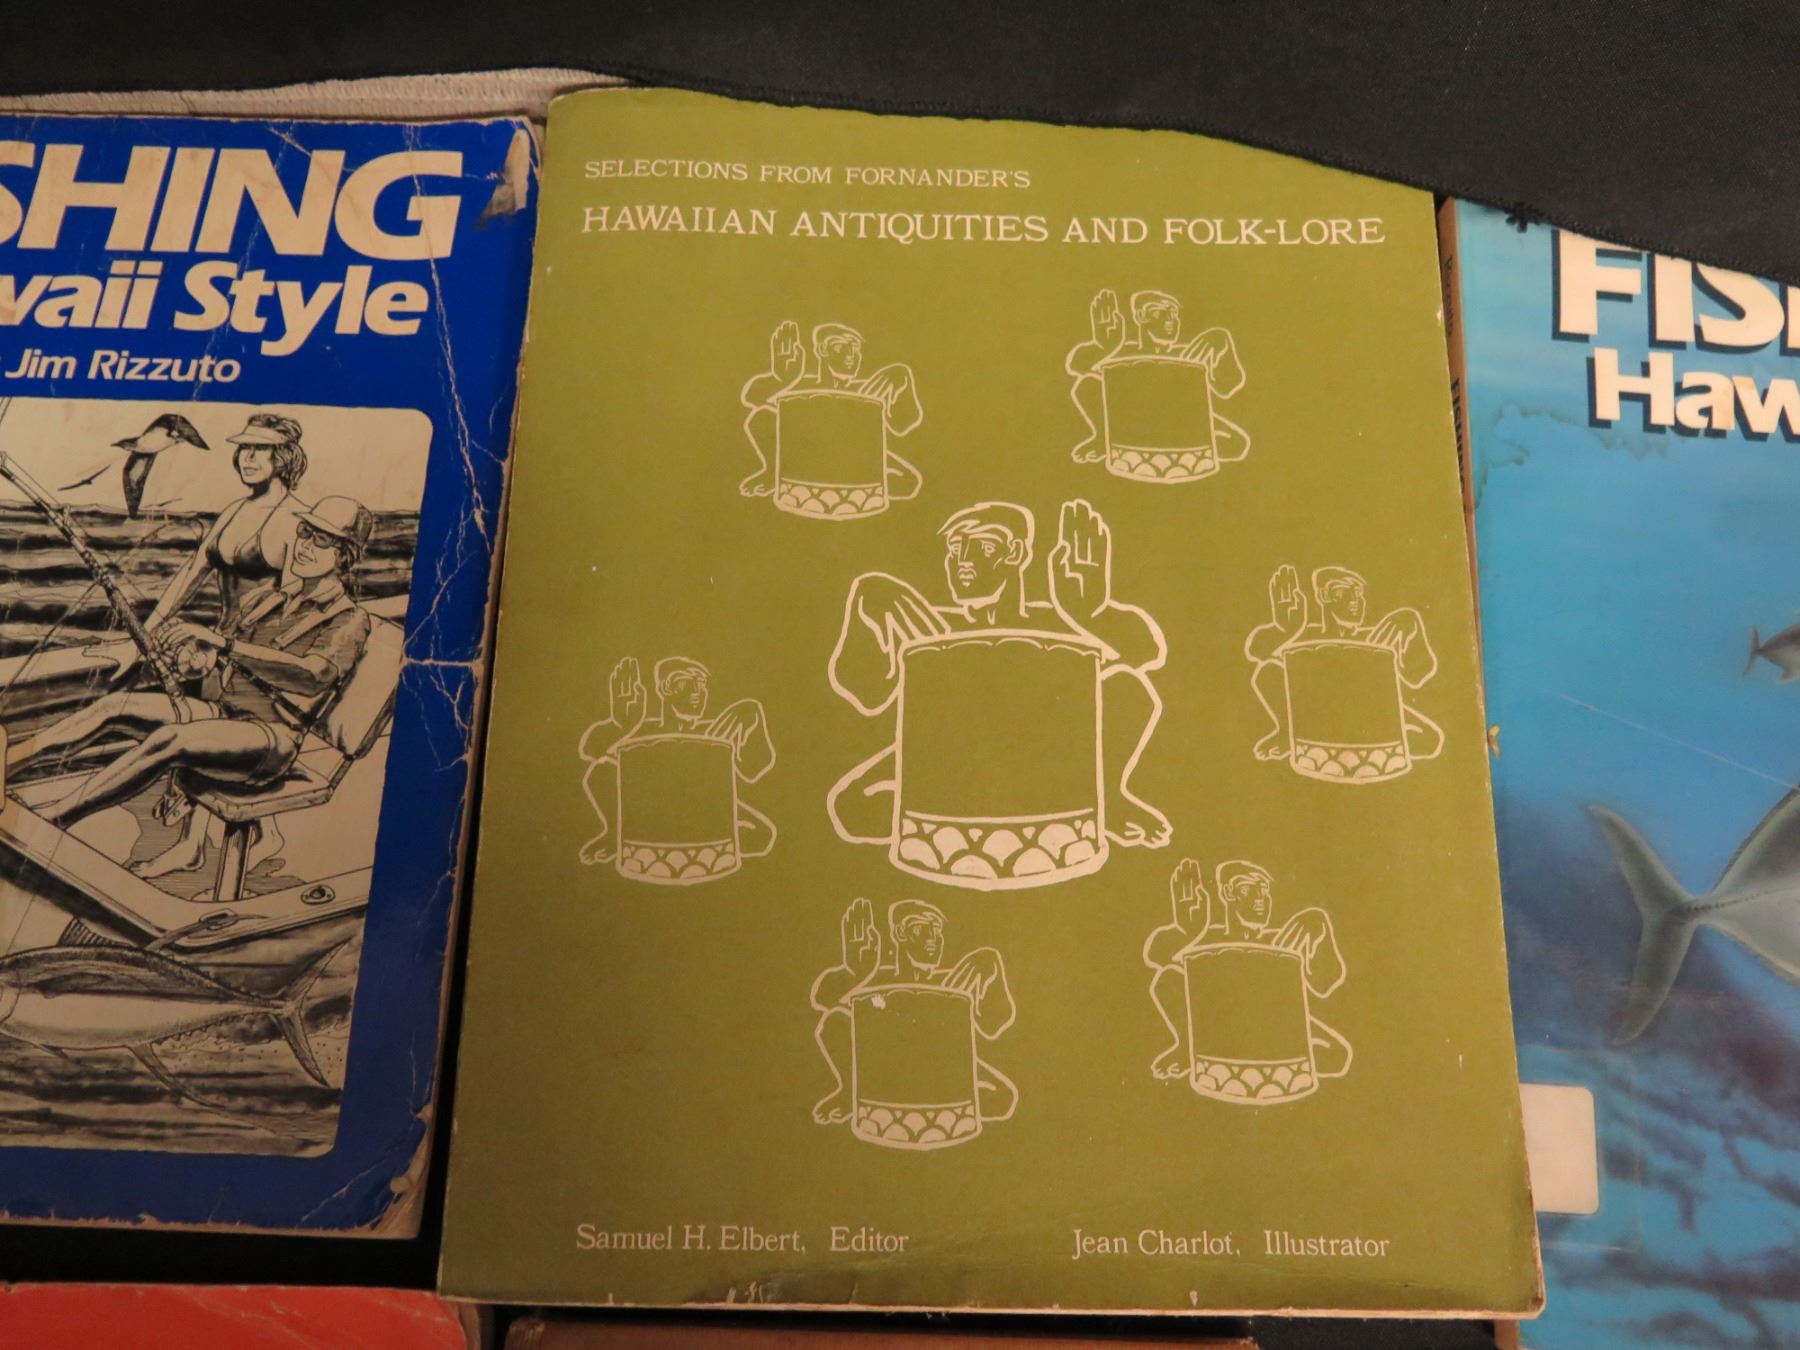 SHING
waii Style
Jim Rizzuto
SELECTIONS FROM FORNANDER'S
HAWAIIAN ANTIQUITIES AND FOLK-LORE
Samuel H. Elbert, Editor
Jean Charlot, Illustrator
FIS
Haw